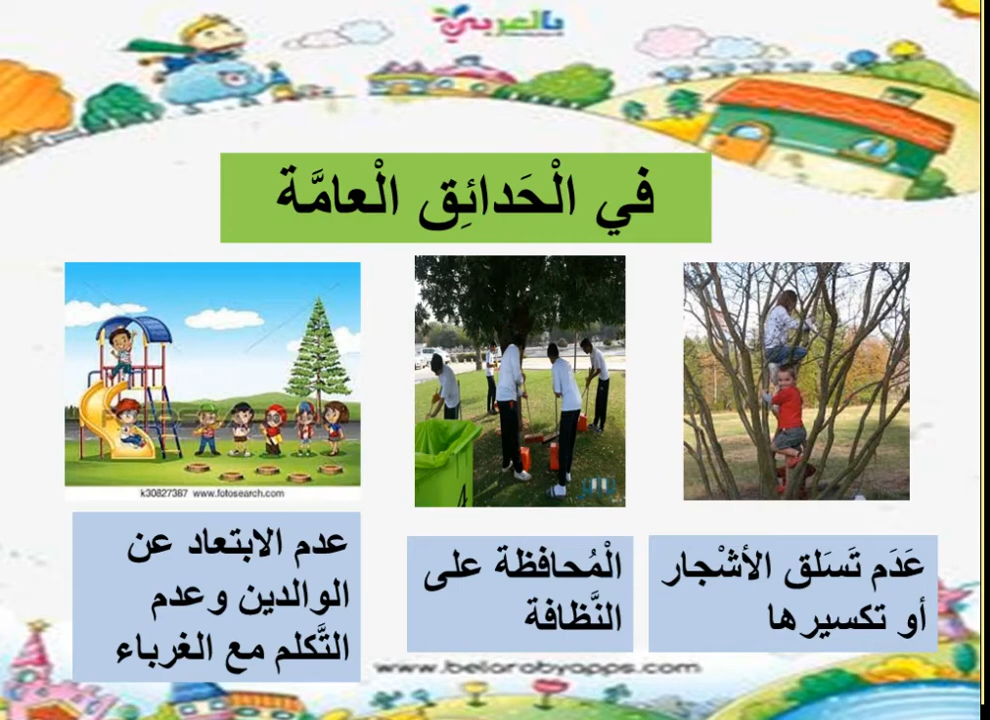 بالعربي
في الْحَدائِق الْعامَّة
عَدَم تَسَلق الأشْجار
أو تكسيرها
الْمُحافظة على
النَّظافة
عدم الابتعاد عن
الوالدين وعدم
التَّكلم مع الغرباء
4
k30827387 www.fotosearch.com
www.belarabyapps.com